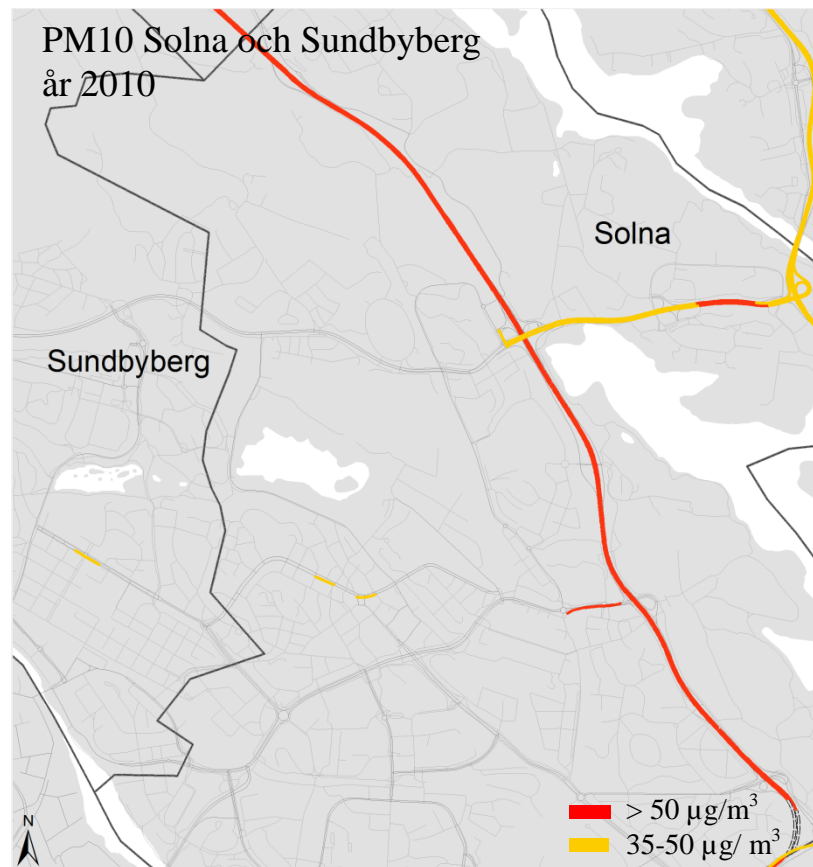 PM10 Solna och Sundbyberg
år 2010
Solna
Sundbyberg
> 50 µg/m³
35-50 µg/ m³
N